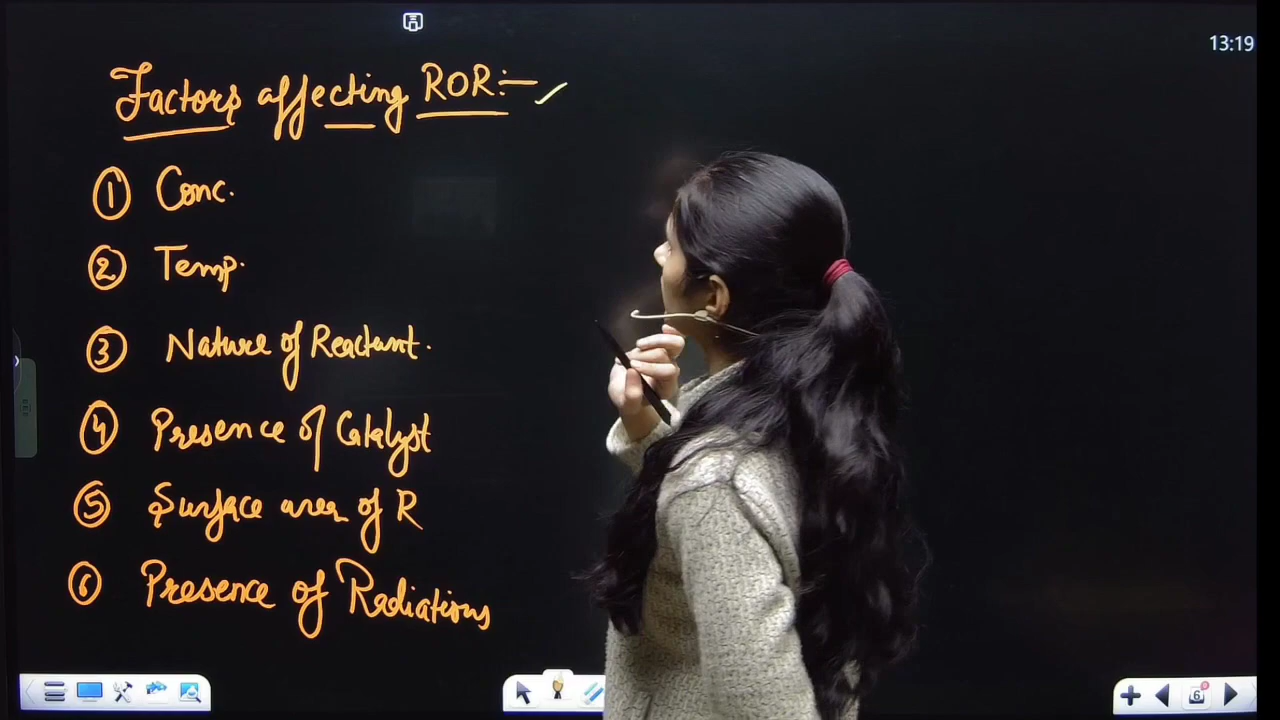 13:19
Factors affecting ROR:-
① Conc.
② Temp.
③ Nature of Reactant.
④ Presence of Catalyst
⑤ Surface area of R
⑥ Presence of Radiations
6